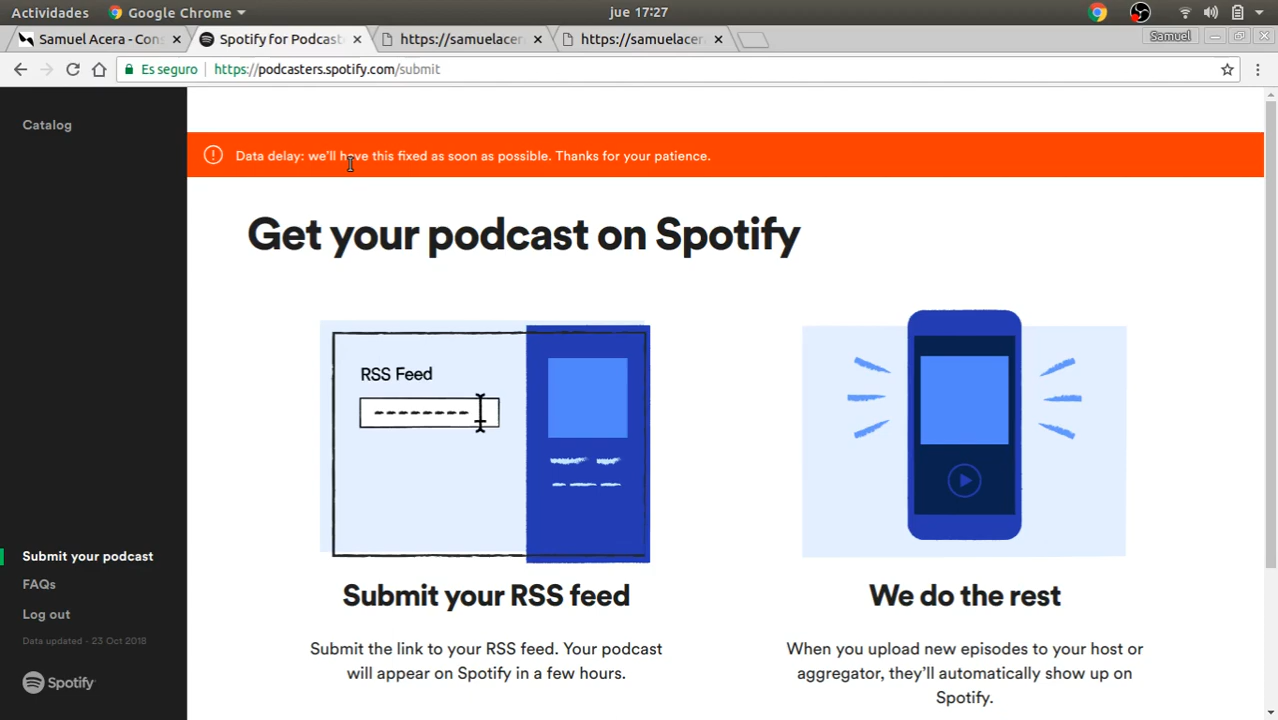 Actividades
Google Chrome
jue 17:27
Samuel Acera - Cons
Spotify for Podcast
https://samuelacer
https://samuelacer
Samuel
Es seguro
https://podcasters.spotify.com/submit
Catalog
Data delay: we'll have this fixed as soon as possible. Thanks for your patience.
Get your podcast on Spotify
RSS Feed
Submit your RSS feed
Submit the link to your RSS feed. Your podcast
will appear on Spotify in a few hours.
We do the rest
When you upload new episodes to your host or
aggregator, they'll automatically show up on
Spotify.
Submit your podcast
FAQs
Log out
Data updated - 23 Oct 2018
Spotify